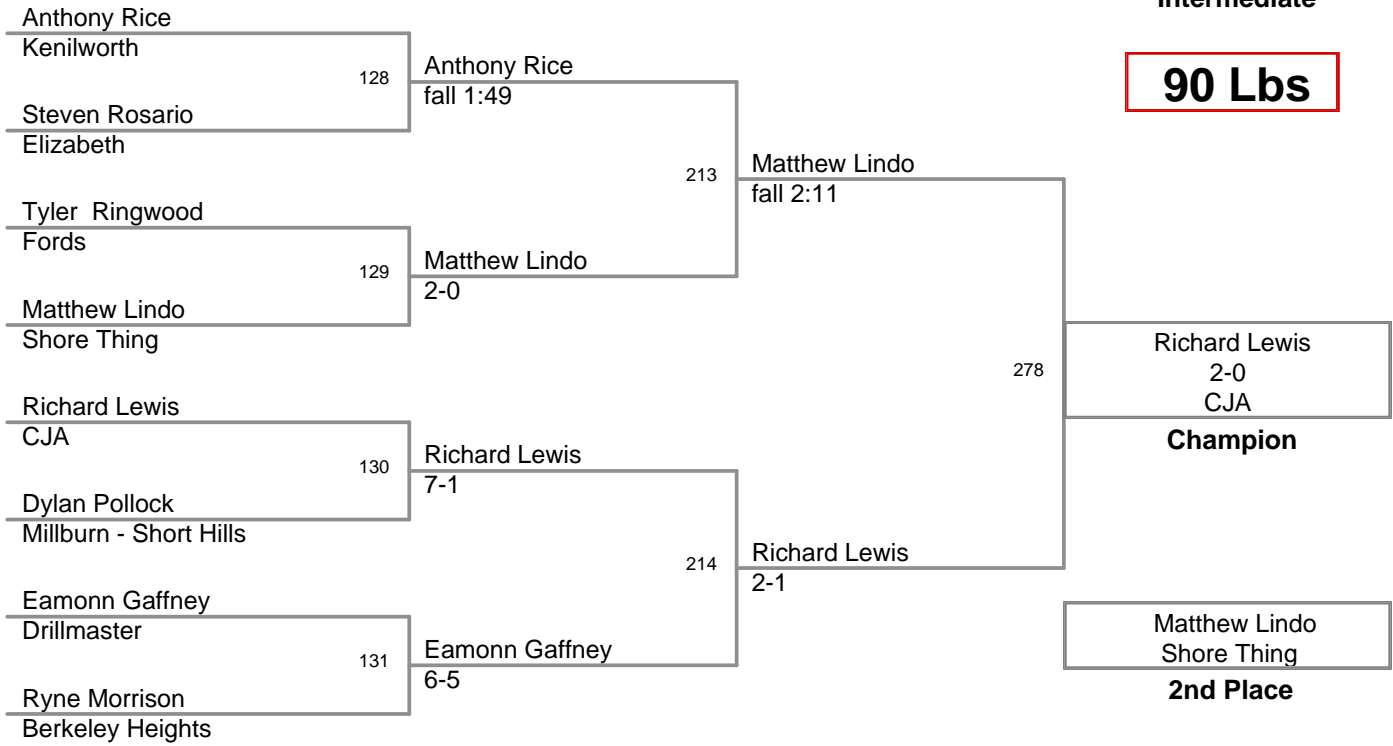 Intermediate
90 Lbs
Anthony Rice
Kenilworth
128
Steven Rosario
Elizabeth
Anthony Rice
fall 1:49
Tyler  Ringwood
Fords
129
Matthew Lindo
Shore Thing
Matthew Lindo
2-0
213
Matthew Lindo
fall 2:11
Richard Lewis
CJA
130
Dylan Pollock
Millburn - Short Hills
Richard Lewis
7-1
Eamonn Gaffney
Drillmaster
131
Ryne Morrison
Berkeley Heights
Eamonn Gaffney
6-5
214
Richard Lewis
2-1
278
Richard Lewis
2-0
CJA
Champion
Matthew Lindo
Shore Thing
2nd Place